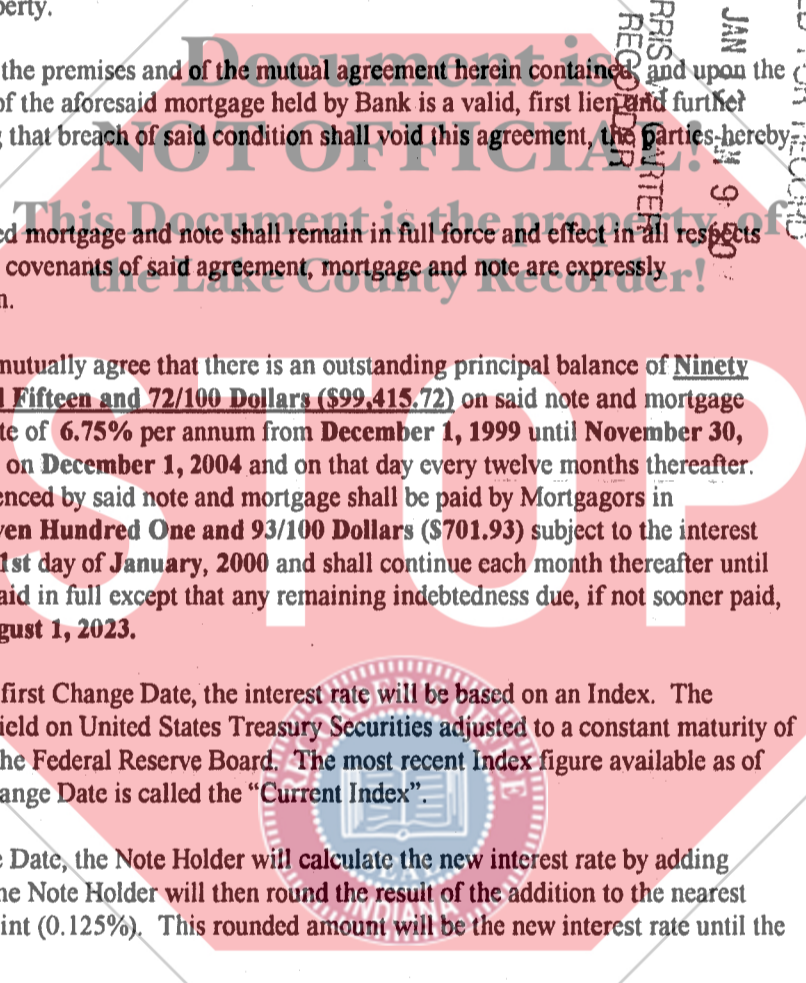 perty.
the premises and of the mutual agreement herein contained, and upon the
of the aforesaid mortgage held by Bank is a valid, first lien and further
that breach of said condition shall void this agreement, the parties hereby
ed mortgage and note shall remain in full force and effect in all respects
covenants of said agreement, mortgage and note are expressly
n.
mutually agree that there is an outstanding principal balance of Ninety
l Fifteen and 72/100 Dollars ($99,415.72) on said note and mortgage
te of 6.75% per annum from December 1, 1999 until November 30,
on December 1, 2004 and on that day every twelve months thereafter.
enced by said note and mortgage shall be paid by Mortgagors in
ven Hundred One and 93/100 Dollars ($701.93) subject to the interest
1st day of January, 2000 and shall continue each month thereafter until
aid in full except that any remaining indebtedness due, if not sooner paid,
gust 1, 2023.
first Change Date, the interest rate will be based on an Index. The
ield on United States Treasury Securities adjusted to a constant maturity of
he Federal Reserve Board. The most recent Index figure available as of
ange Date is called the “Current Index”.
e Date, the Note Holder will calculate the new interest rate by adding
he Note Holder will then round the result of the addition to the nearest
int (0.125%). This rounded amount will be the new interest rate until the
Document is
NOT OFFICIAL!
This Document is the property of
the Lake County Recorder!
STOP
JAN
RECORDER
SEAL
INDIANA